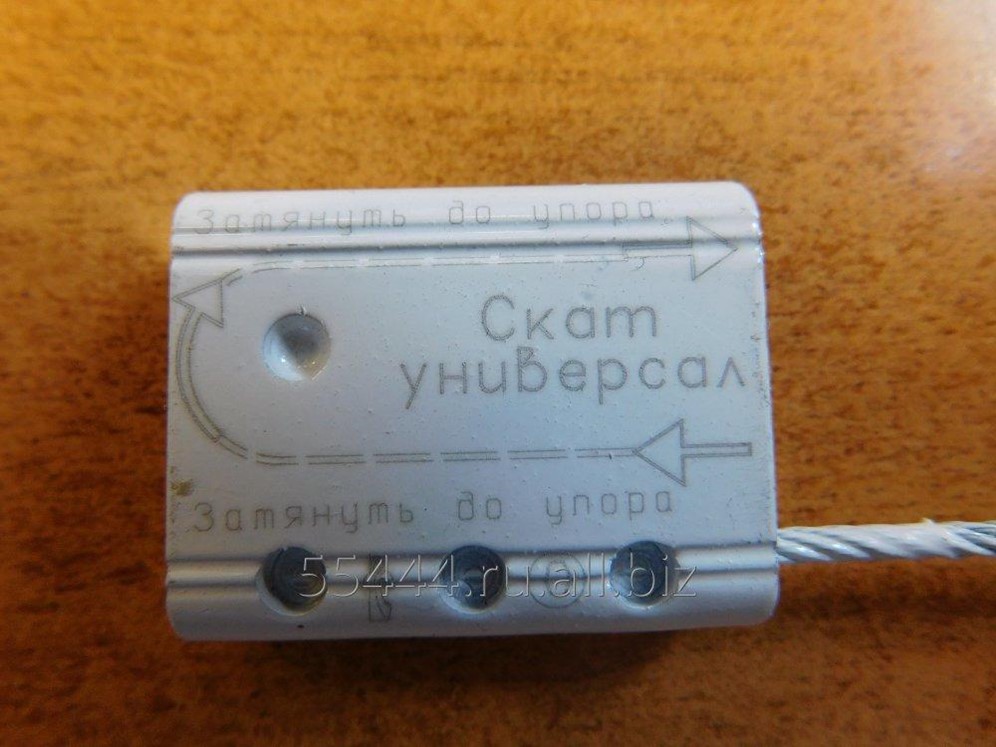 Затянуть до упора
Скат
универсал
Затянуть до упора
55444.ru.all.biz